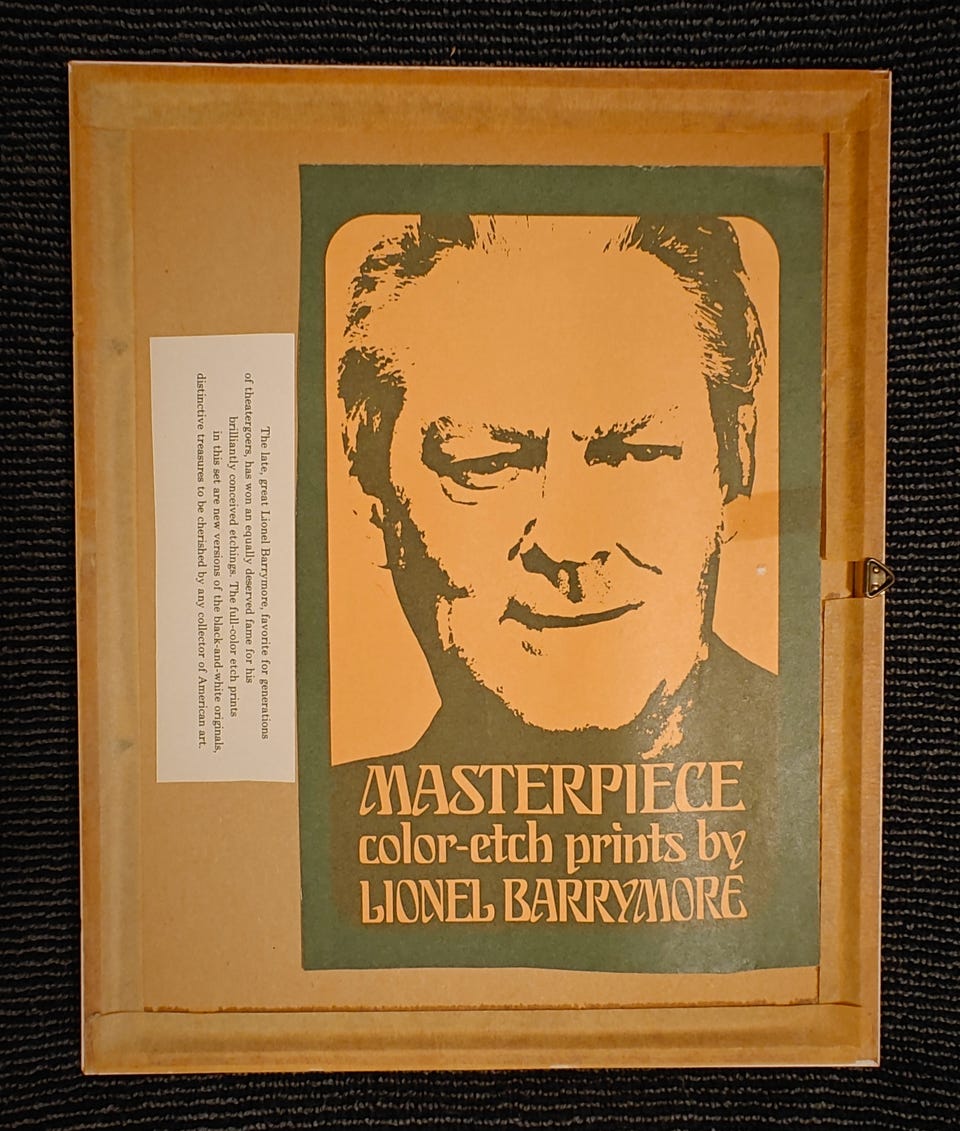 MASTERPIECE
color-etch prints by
LIONEL BARRYMORE
The late, great Lionel Barrymore, favorite for generations
of theatergoers, has won an equally deserved fame for his
brilliantly conceived etchings. The full-color etch prints
in this set are new versions of the black-and-white originals,
distinctive treasures to be cherished by any collector of American art.